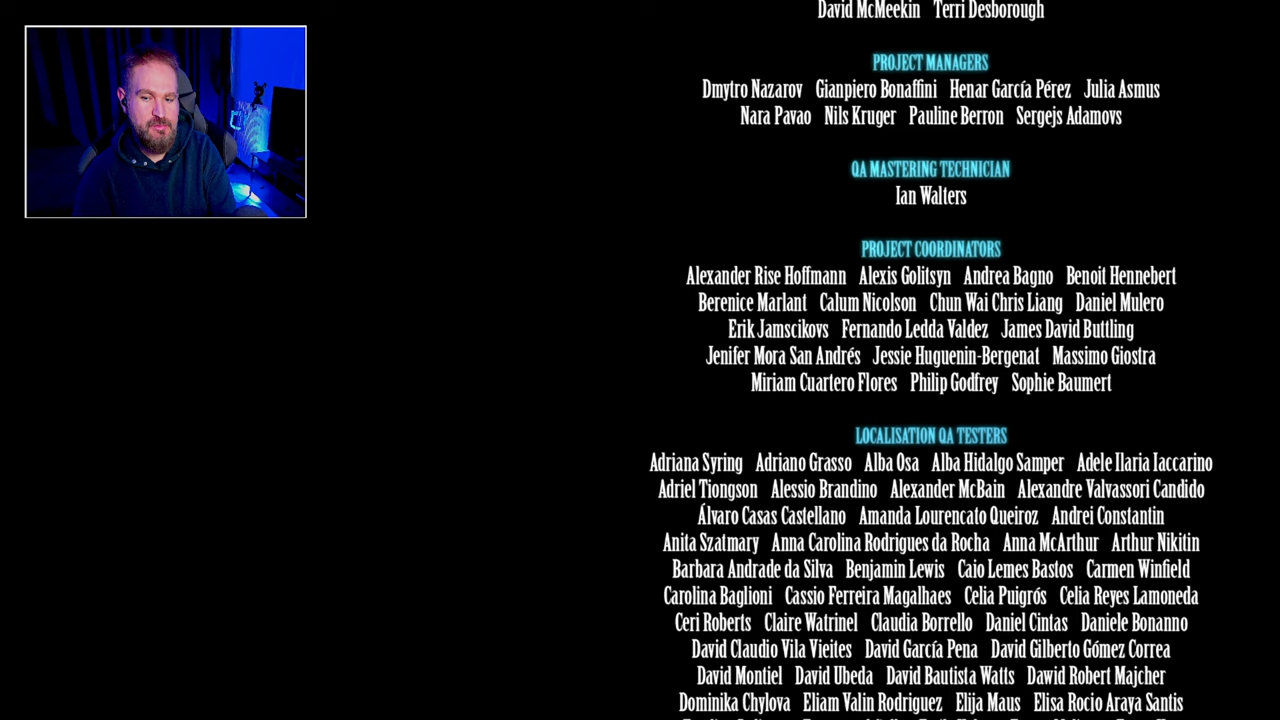 David McMeekin Terri Desborough
PROJECT MANAGERS
Dmytro Nazarov Gianpiero Bonaffini Henar García Pérez Julia Asmus
Nara Pavao Nils Kruger Pauline Berron Sergejs Adamovs
QA MASTERING TECHNICIAN
Ian Walters
PROJECT COORDINATORS
Alexander Rise Hoffmann Alexis Golitsyn Andrea Bagno Benoit Hennebert
Berenice Marlant Calum Nicolson Chun Wai Chris Liang Daniel Mulero
Erik Jamscikovs Fernando Ledda Valdez James David Buttling
Jenifer Mora San Andrés Jessie Huguenin-Bergenat Massimo Giostra
Miriam Cuartero Flores Philip Godfrey Sophie Baumert
LOCALISATION QA TESTERS
Adriana Syring Adriano Grasso Alba Osa Alba Hidalgo Samper Adele Ilaria Iaccarino
Adriel Tiongson Alessio Brandino Alexander McBain Alexandre Valvassori Candido
Álvaro Casas Castellano Amanda Lourencato Queiroz Andrei Constantin
Anita Szatmary Anna Carolina Rodrigues da Rocha Anna McArthur Arthur Nikitin
Barbara Andrade da Silva Benjamin Lewis Caio Lemes Bastos Carmen Winfield
Carolina Baglioni Cassio Ferreira Magalhaes Celia Puigrós Celia Reyes Lamoneda
Ceri Roberts Claire Watrinel Claudia Borrello Daniel Cintas Daniele Bonanno
David Claudio Vila Vieites David García Pena David Gilberto Gómez Correa
David Montiel David Ubeda David Bautista Watts Dawid Robert Majcher
Dominika Chylova Eliam Valin Rodriguez Elija Maus Elisa Rocio Araya Santis